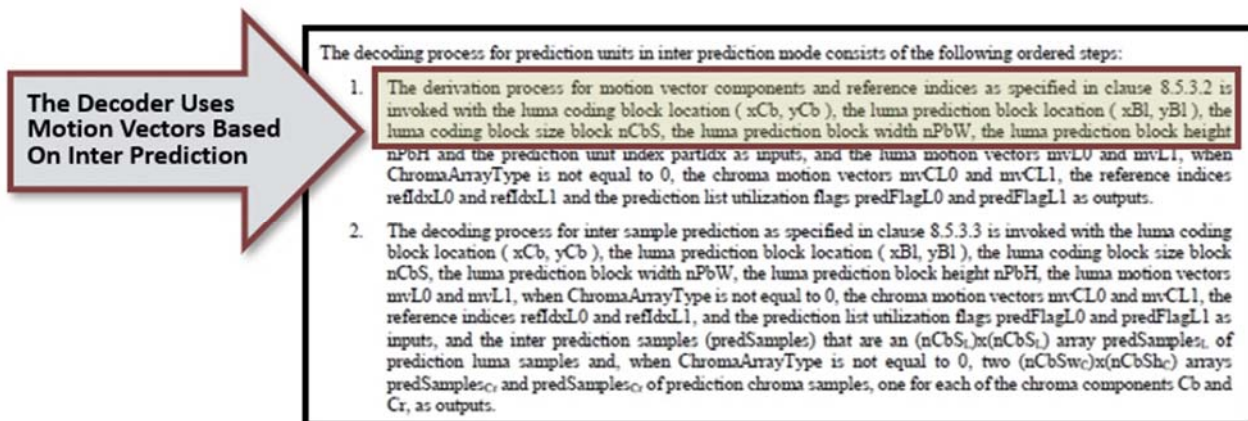 The Decoder Uses
Motion Vectors Based
On Inter Prediction
The decoding process for prediction units in inter prediction mode consists of the following ordered steps:
1. The derivation process for motion vector components and reference indices as specified in clause 8.5.3.2 is
invoked with the luma coding block location ( xCb, yCb ), the luma prediction block location ( xBl, yBl ), the
luma coding block size block nCbS, the luma prediction block width nPbW, the luma prediction block height
nPbH and the prediction unit index partIdx as inputs, and the luma motion vectors mvL0 and mvL1, when
ChromaArrayType is not equal to 0, the chroma motion vectors mvCL0 and mvCL1, the reference indices
refIdxL0 and refIdxL1 and the prediction list utilization flags predFlagL0 and predFlagL1 as outputs.
2. The decoding process for inter sample prediction as specified in clause 8.5.3.3 is invoked with the luma coding
block location ( xCb, yCb ), the luma prediction block location ( xBl, yBl ), the luma coding block size block
nCbS, the luma prediction block width nPbW, the luma prediction block height nPbH, the luma motion vectors
mvL0 and mvL1, when ChromaArrayType is not equal to 0, the chroma motion vectors mvCL0 and mvCL1, the
reference indices refIdxL0 and refIdxL1, and the prediction list utilization flags predFlagL0 and predFlagL1 as
inputs, and the inter prediction samples (predSamples) that are an (nCbSL)x(nCbSL) array predSamplesL of
prediction luma samples and, when ChromaArrayType is not equal to 0, two (nCbSwC)x(nCbShC) arrays
predSamplesCr and predSamplesCr of prediction chroma samples, one for each of the chroma components Cb and
Cr, as outputs.